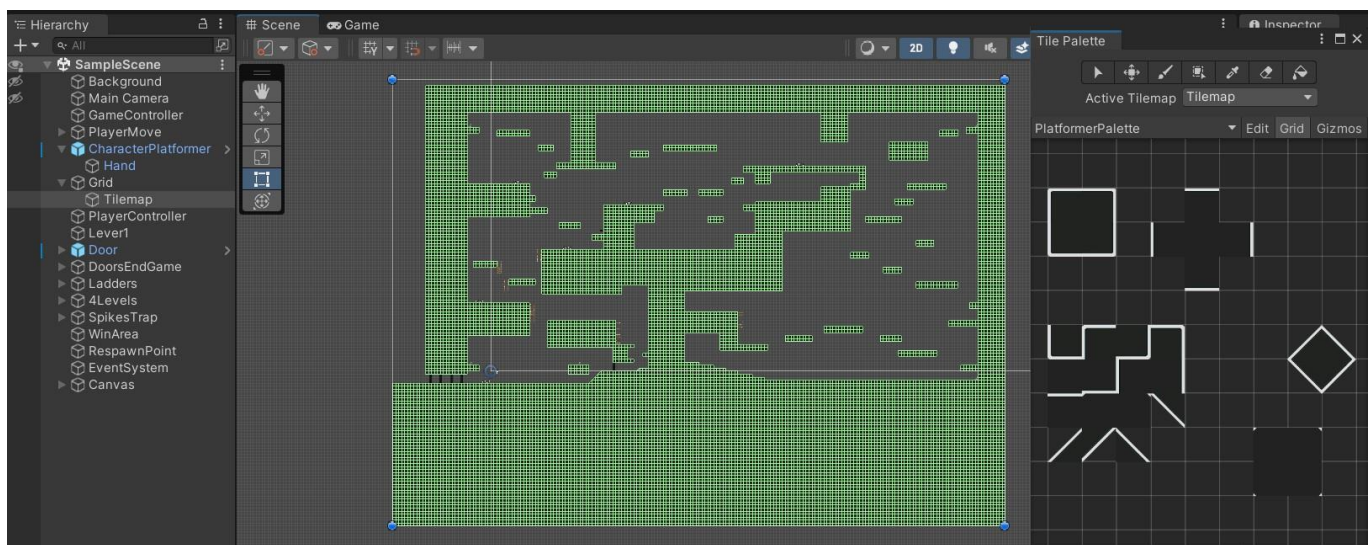 Hierarchy
All
SampleScene
Background
Main Camera
GameController
PlayerMove
CharacterPlatformer
Hand
Grid
Tilemap
PlayerController
Lever1
Door
DoorsEndGame
Ladders
4Levels
SpikesTrap
WinArea
RespawnPoint
EventSystem
Canvas
Scene Game
2D
Inspector
Tile Palette
Active Tilemap Tilemap
PlatformerPalette Edit Grid Gizmos